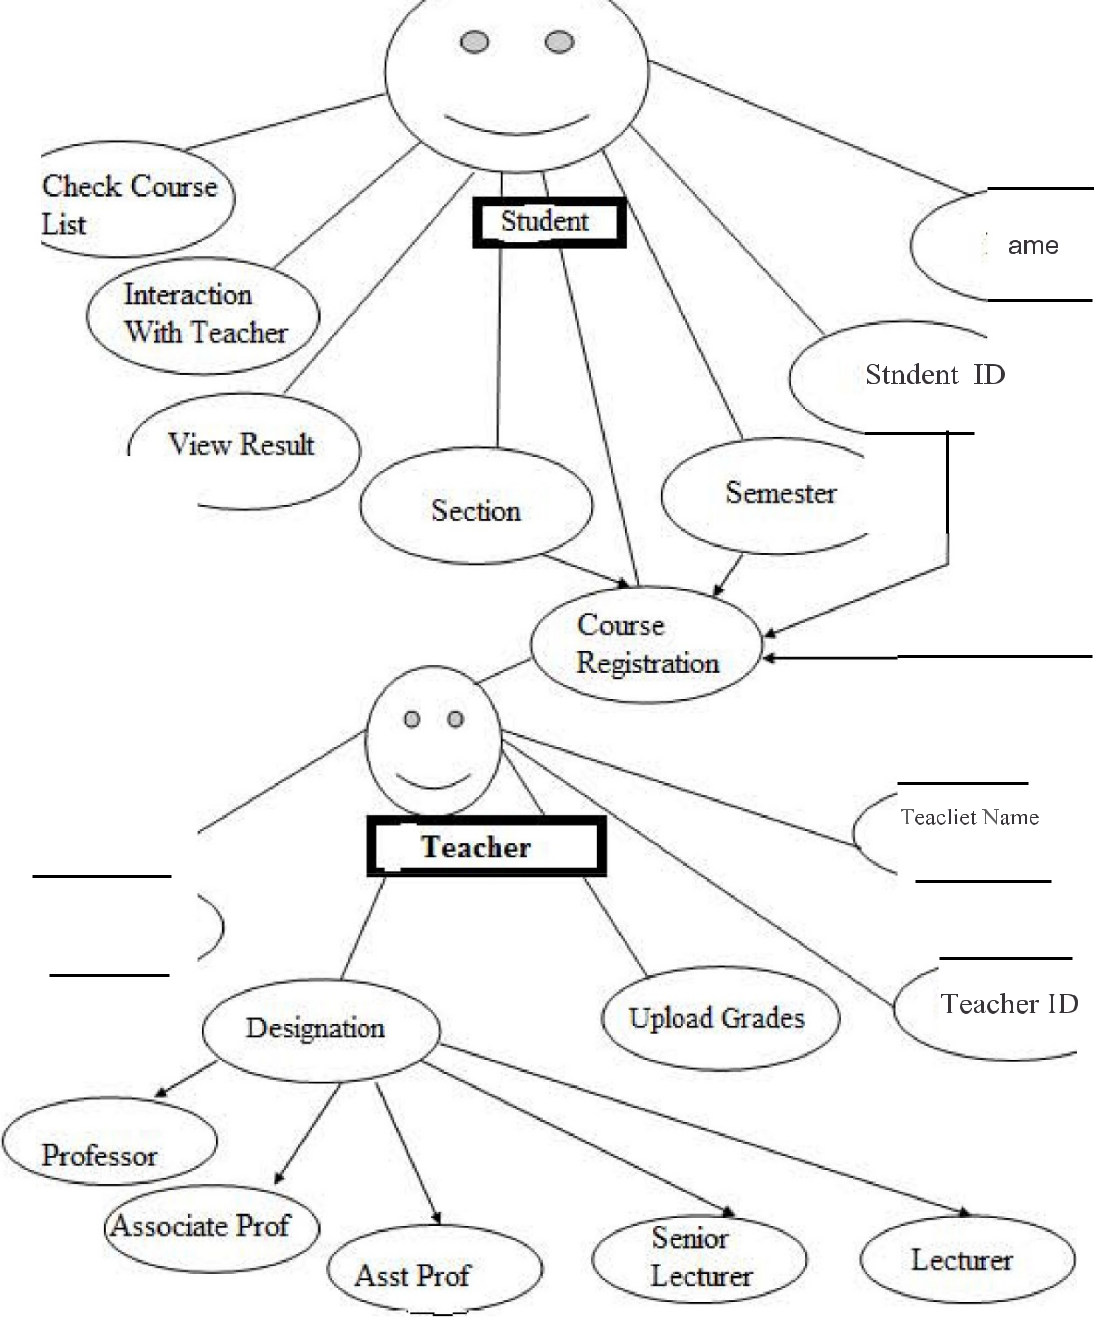 Check Course
List
Student
ame
Interaction
With Teacher
Stndent ID
View Result
Section
Semester
Course
Registration
Teacliet Name
Teacher
Teacher ID
Designation
Upload Grades
Professor
Associate Prof
Asst Prof
Senior
Lecturer
Lecturer